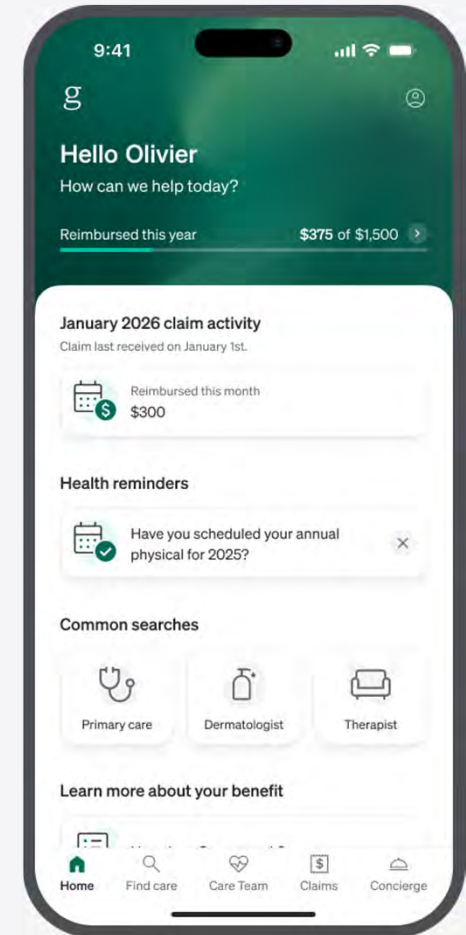 9:41
g
Hello Olivier
How can we help today?
Reimbursed this year $375 of $1,500
January 2026 claim activity
Claim last received on January 1st.
Reimbursed this month
$300
Health reminders
Have you scheduled your annual
physical for 2025?
Common searches
Primary care Dermatologist Therapist
Learn more about your benefit
Home Find care Care Team Claims Concierge